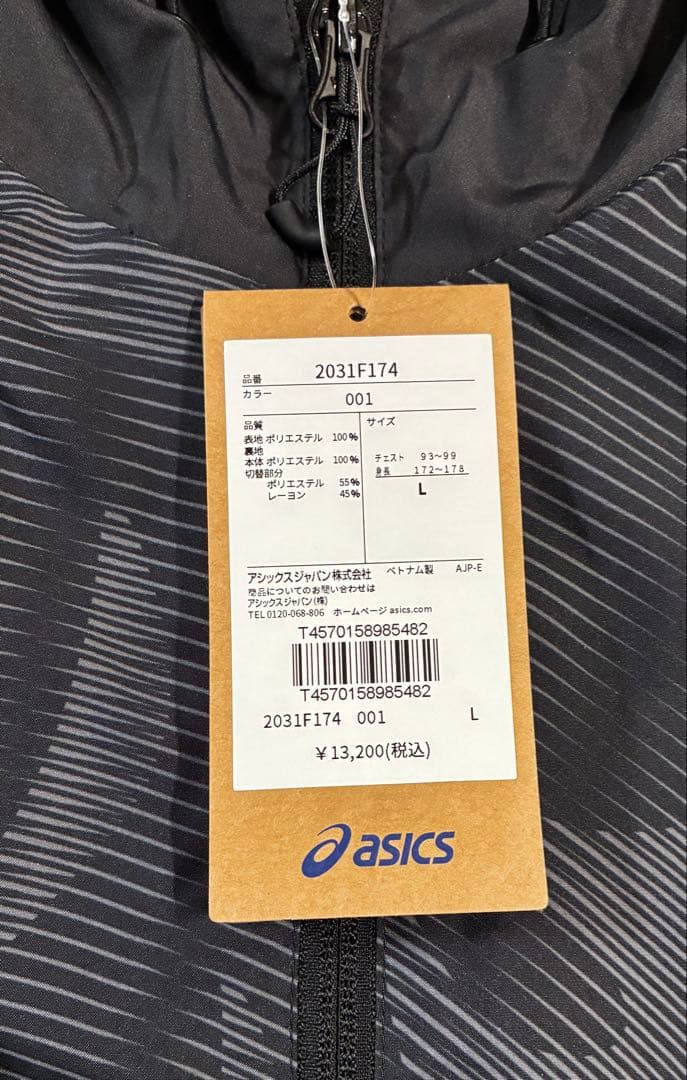 品番 2031F174
カラー 001
品質
表地 ポリエステル 100%
裏地
本体 ポリエステル 100%
切替部分
ポリエステル 55%
レーヨン 45%
サイズ
チェスト 93~99
身長 172~178
L
アシックスジャパン株式会社 ベトナム製 AJP-E
商品についてのお問い合わせは
アシックスジャパン(株)
TEL 0120-068-806 ホームページ asics.com
T4570158985482
T4570158985482
2031F174 001 L
¥13,200(税込)
asics